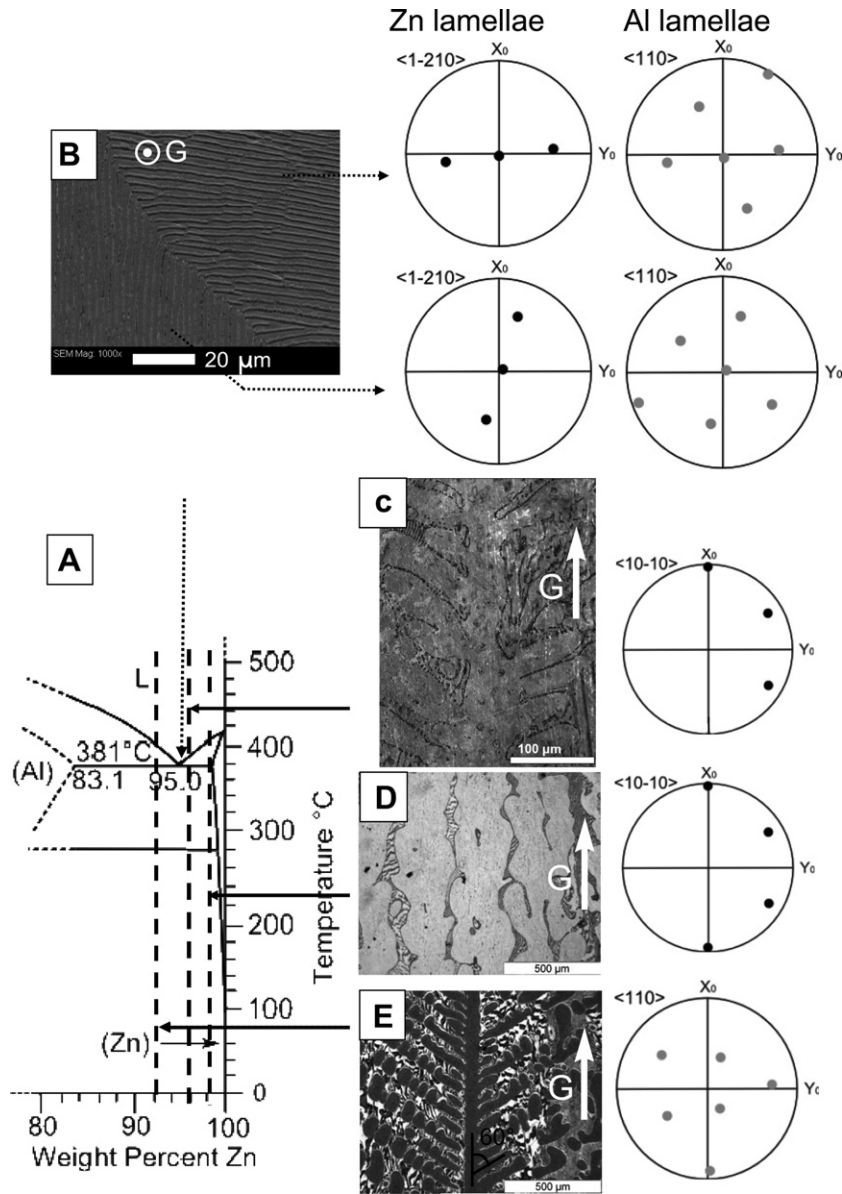 Zn lamellae
Al lamellae
<1-210>
X₀
Y₀
<110>
X₀
Y₀
B
G
SEM Mag: 1000x
20 µm
<1-210>
X₀
<110>
X₀
Y₀
A
L
381°C
(Al)
83.1 95.0
(Zn)
500
400
300
200
100
0
Temperature °C
80 90 100
Weight Percent Zn
c
G
100 µm
<10-10>
X₀
Y₀
D
G
500 µm
<10-10>
X₀
Y₀
E
G
60°
500 µm
<110>
X₀
Y₀